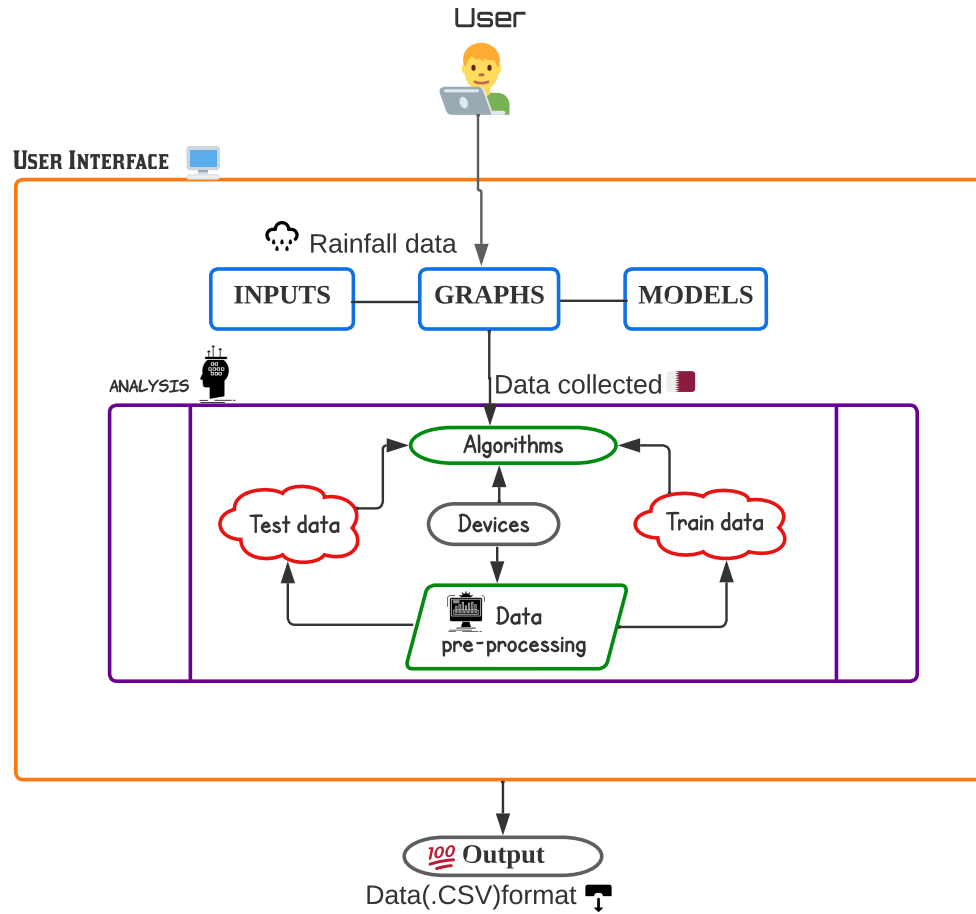 User
User Interface
Rainfall data
INPUTS
GRAPHS
MODELS
ANALYSIS
Data collected
Algorithms
Test data
Devices
Train data
Data
pre-processing
100 Output
Data(.CSV)format